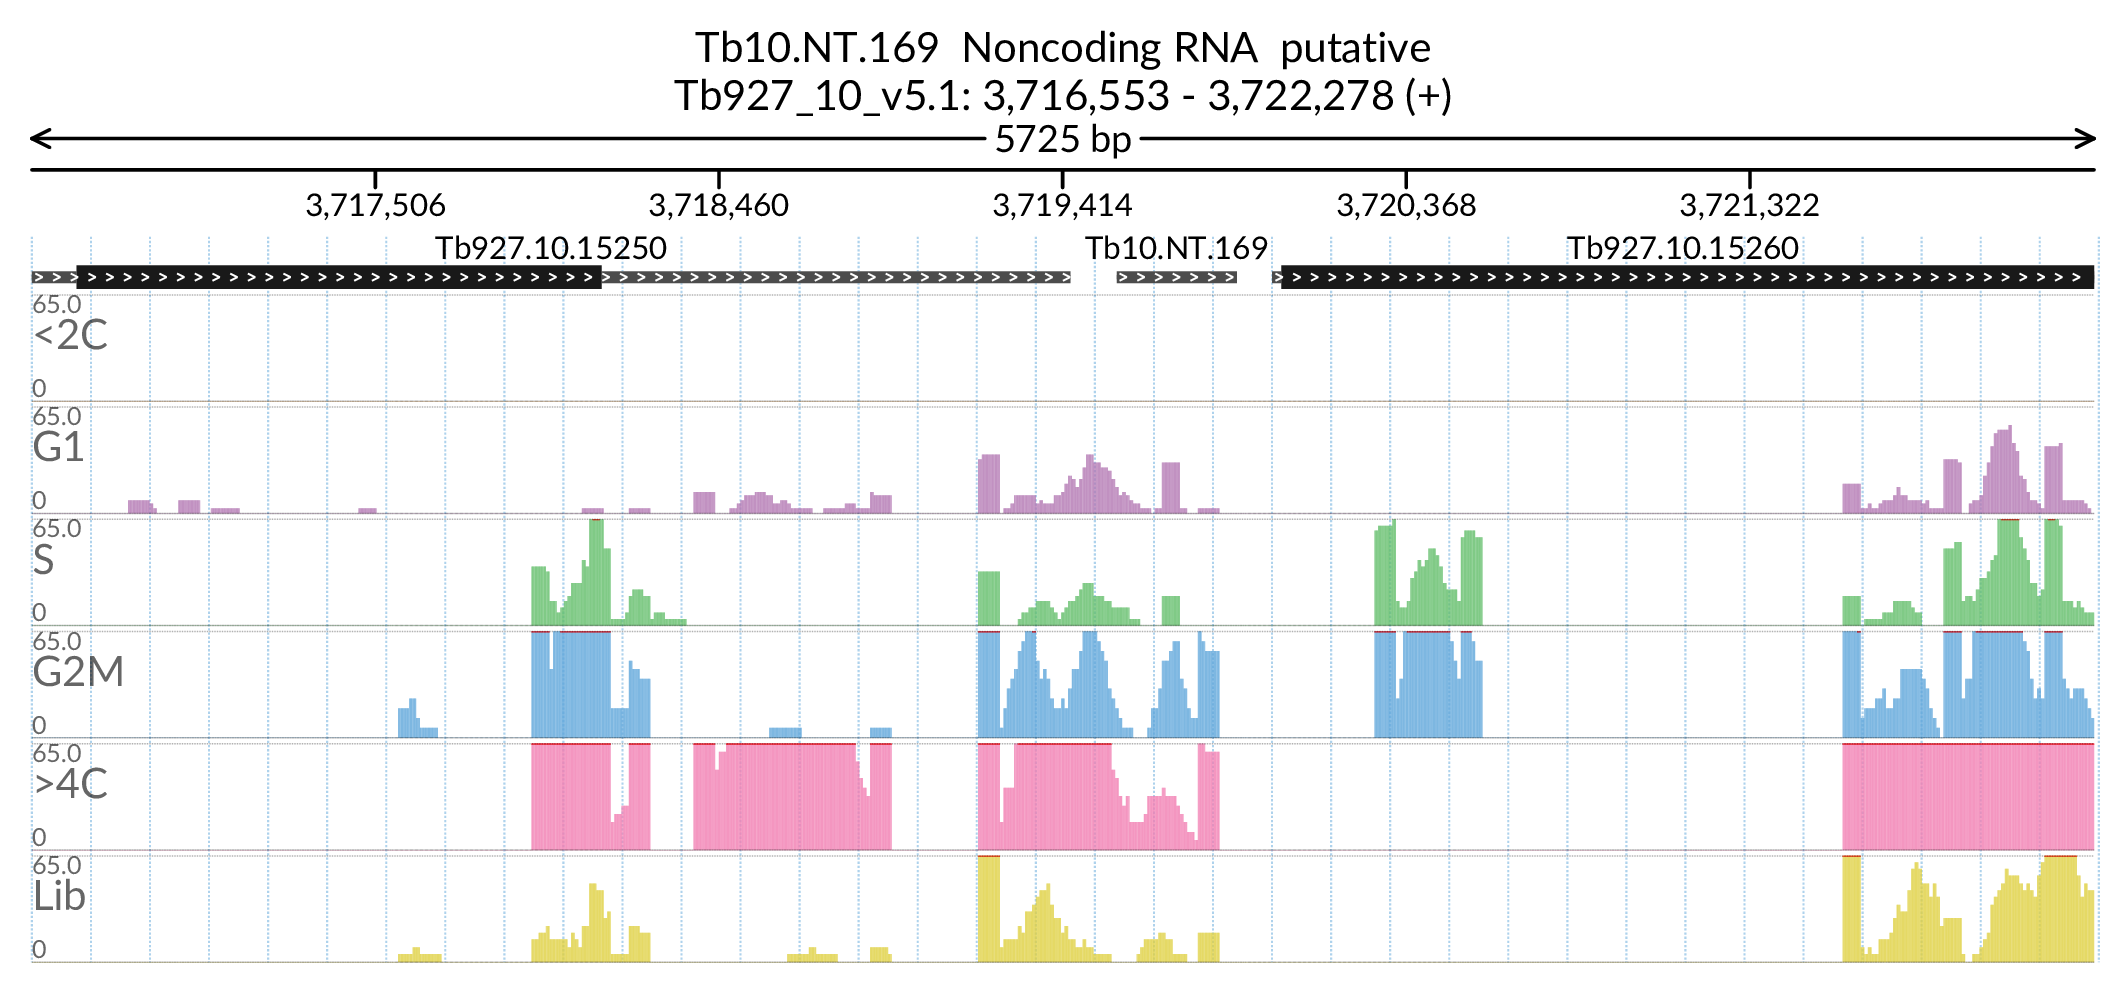 Tb10.NT.169 Noncoding RNA putative
Tb927_10_v5.1: 3,716,553 - 3,722,278 (+)
5725 bp
3,717,506 3,718,460 3,719,414 3,720,368 3,721,322
Tb927.10.15250 Tb10.NT.169 Tb927.10.15260
65.0
<2C
0
65.0
G1
0
65.0
S
0
65.0
G2M
0
65.0
>4C
0
65.0
Lib
0